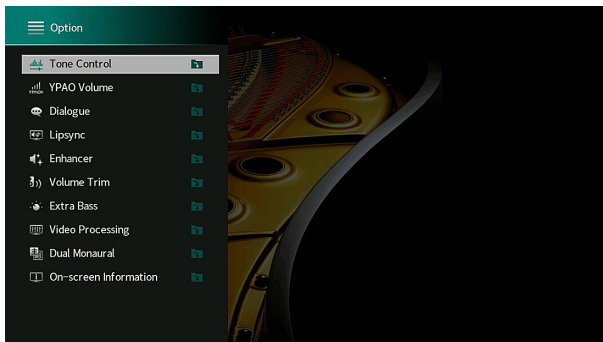 Option
Tone Control
YPAO Volume
Dialogue
Lipsync
Enhancer
Volume Trim
Extra Bass
Video Processing
Dual Monaural
On-screen Information